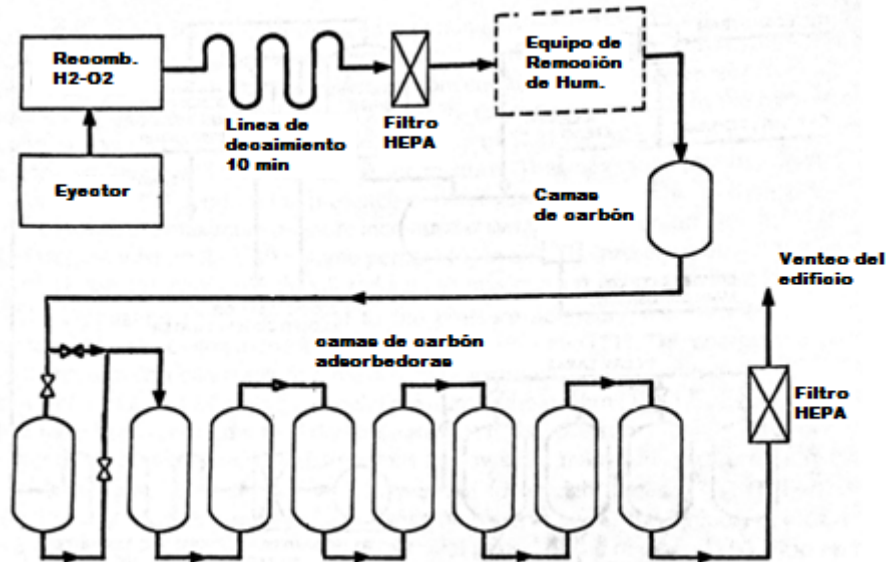 Recomb.
H2-O2
Eyector
Linea de
decaimiento
10 min
Filtro
HEPA
Equipo de
Remoción
de Hum.
Camas
de carbón
Venteo del
edificio
camas de carbón
adsorbedoras
Filtro
HEPA